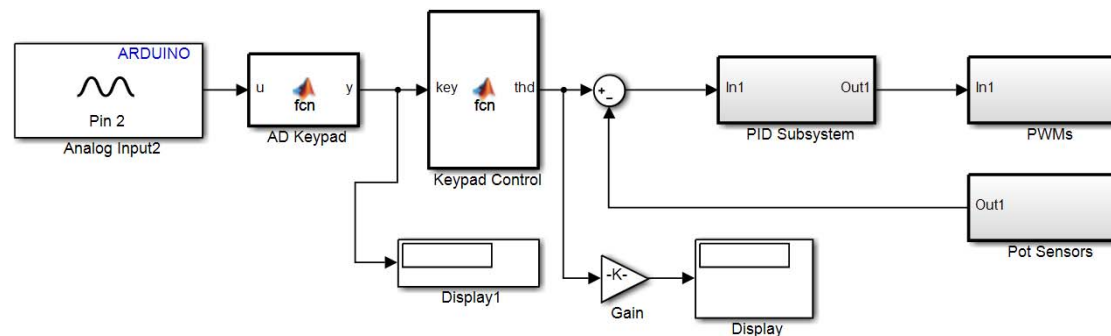 ARDUINO
Pin 2
Analog Input2
u
fcn
y
AD Keypad
key
fcn
thd
Keypad Control
+
−
In1
Out1
PID Subsystem
In1
PWMs
Out1
Pot Sensors
Display1
-K-
Gain
Display